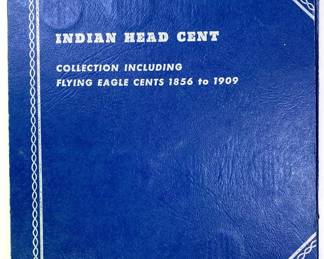 INDIAN HEAD CENT
COLLECTION INCLUDING
FLYING EAGLE CENTS 1856 to 1909